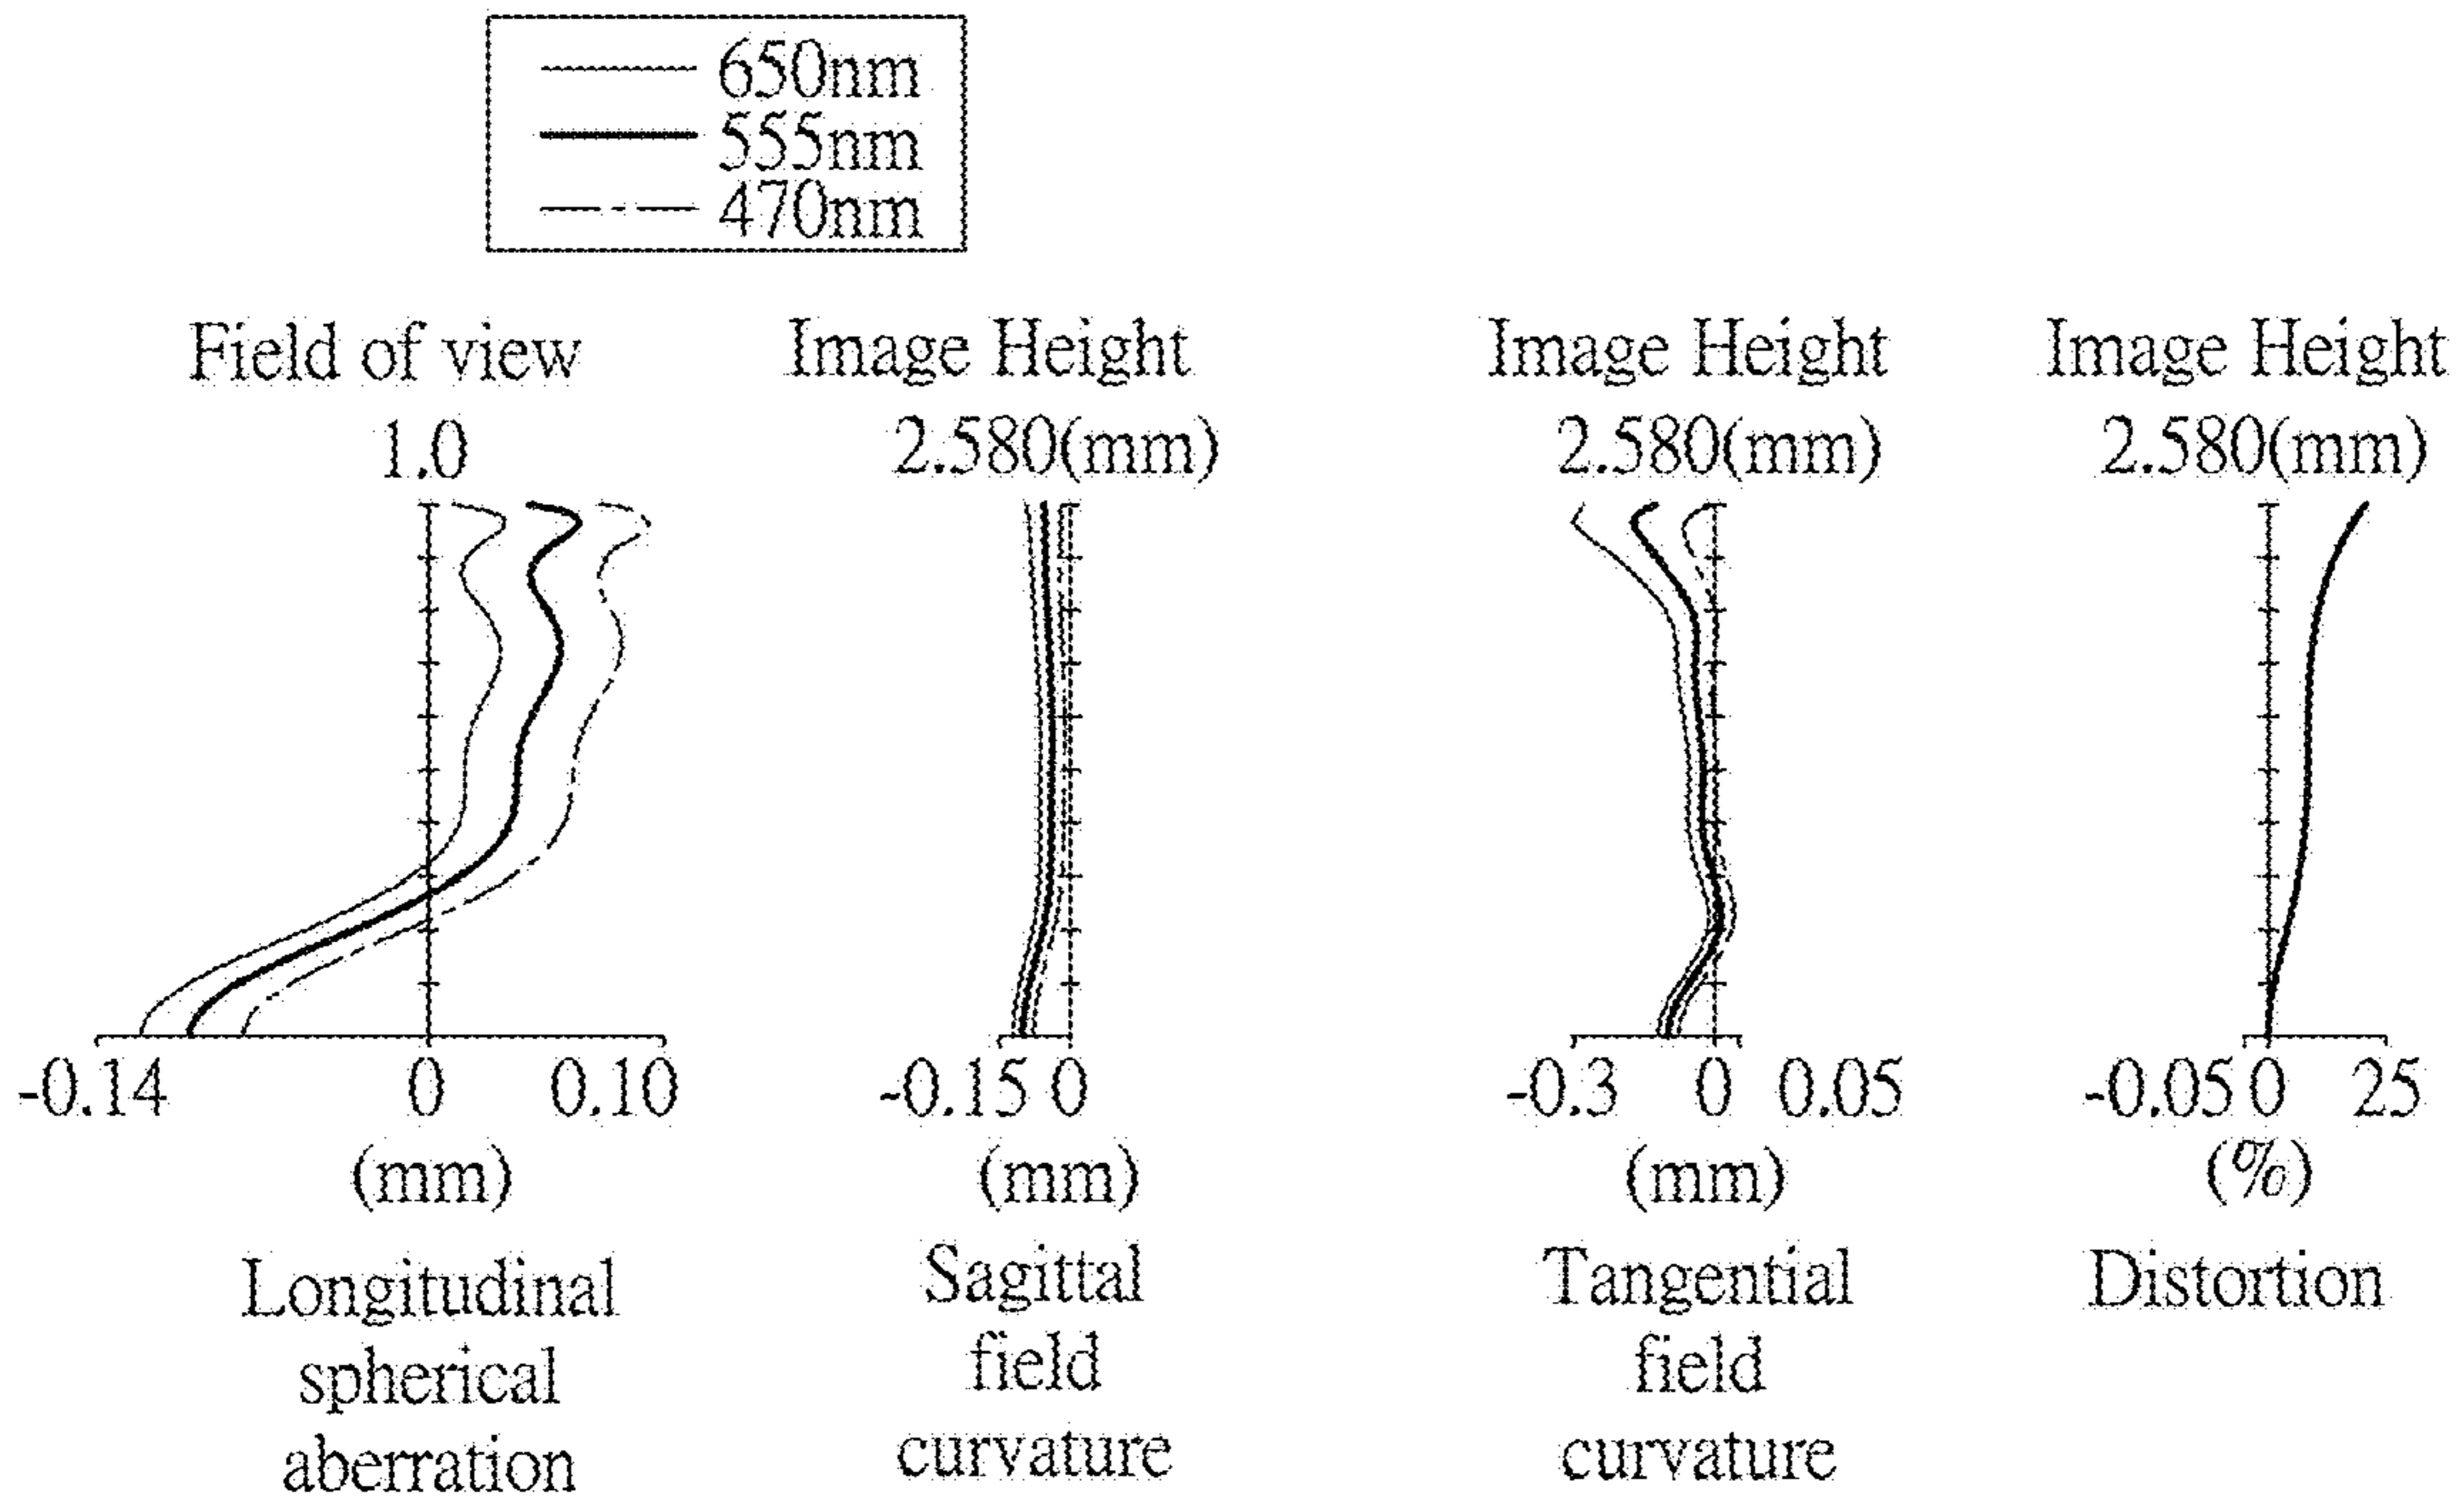 650nm
555nm
470nm
Field of view
1.0
-0.14 0 0.10
(mm)
Longitudinal
spherical
aberration
Image Height
2.580(mm)
-0.15 0
(mm)
Sagittal
field
curvature
Image Height
2.580(mm)
-0.3 0 0.05
(mm)
Tangential
field
curvature
Image Height
2.580(mm)
-0.05 0 25
(%)
Distortion